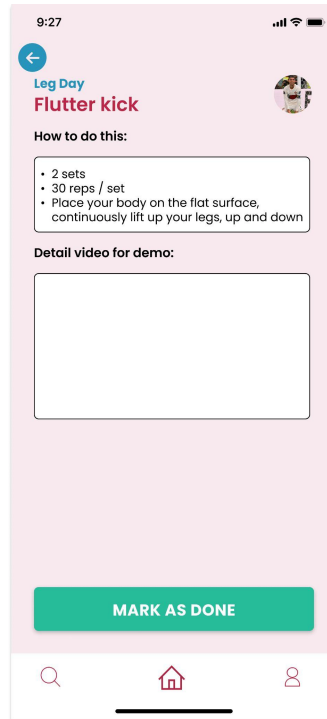 9:27
Leg Day
Flutter kick
How to do this:
• 2 sets
• 30 reps / set
• Place your body on the flat surface,
continuously lift up your legs, up and down
Detail video for demo:
MARK AS DONE